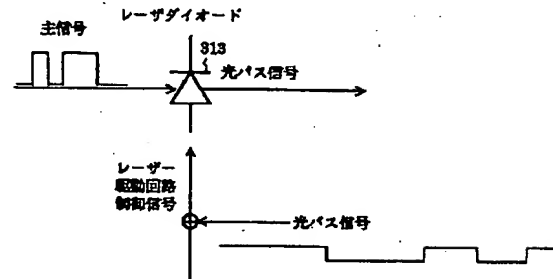 レーザダイオード
主信号
313
光パス信号
レーザー
駆動回路
制御信号
光パス信号